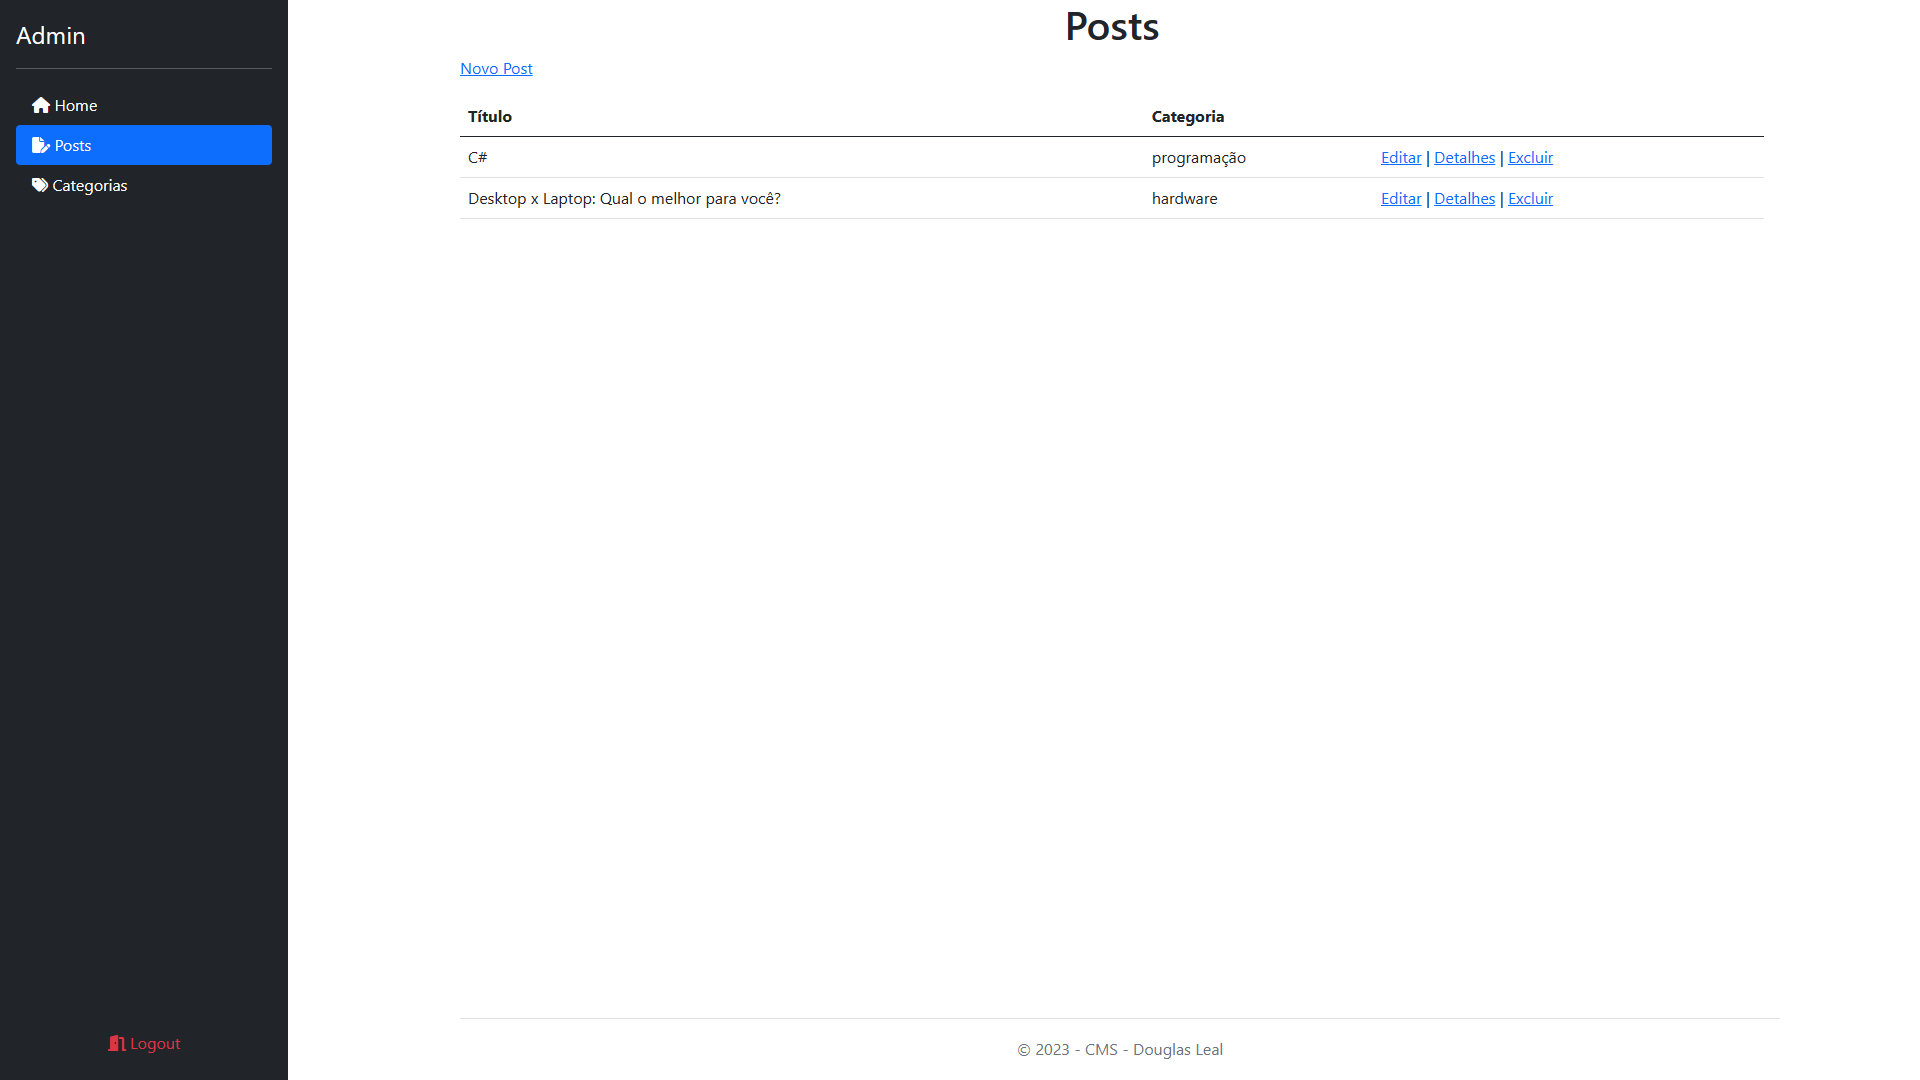 Admin
Home
Posts
Categorias
Logout
Posts
Novo Post
Título Categoria
C# programação Editar | Detalhes | Excluir
Desktop x Laptop: Qual o melhor para você? hardware Editar | Detalhes | Excluir
© 2023 - CMS - Douglas Leal